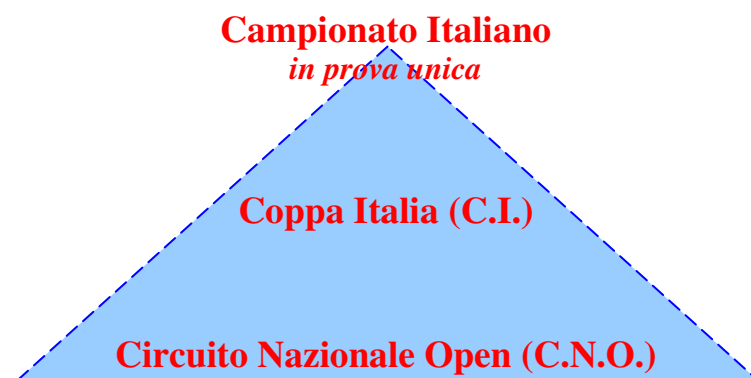 Campionato Italiano
in prova unica
Coppa Italia (C.I.)
Circuito Nazionale Open (C.N.O.)